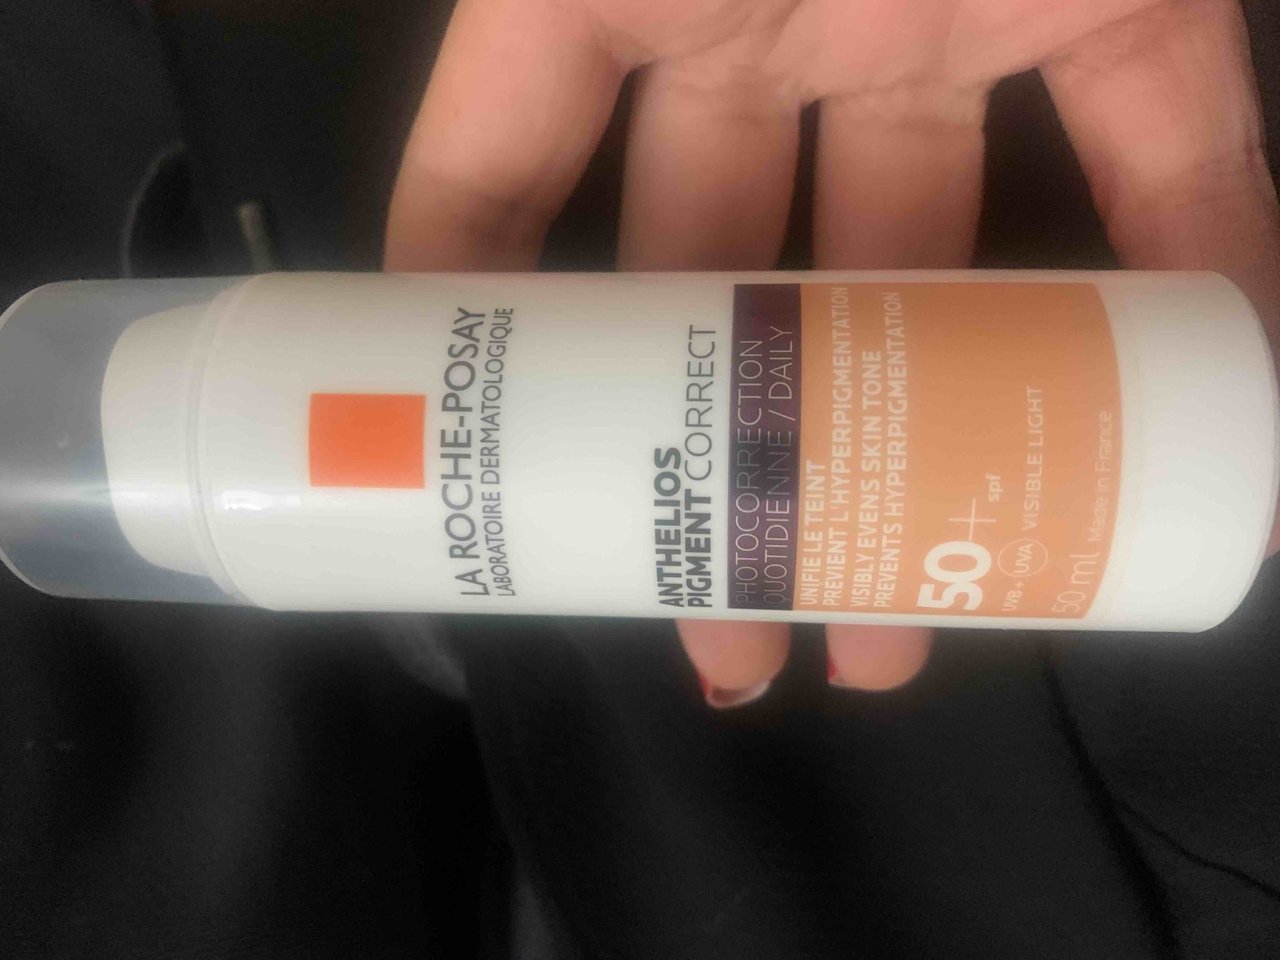 LA ROCHE-POSAY
LABORATOIRE DERMATOLOGIQUE
ANTHELIOS
PIGMENT CORRECT
PHOTOCORRECTION
QUOTIDIENNE / DAILY
UNIFIE LE TEINT
PRÉVIENT L'HYPERPIGMENTATION
VISIBLY EVENS SKIN TONE
PREVENTS HYPERPIGMENTATION
50+ spf
UVB + UVA VISIBLE LIGHT
50 ml Made in France